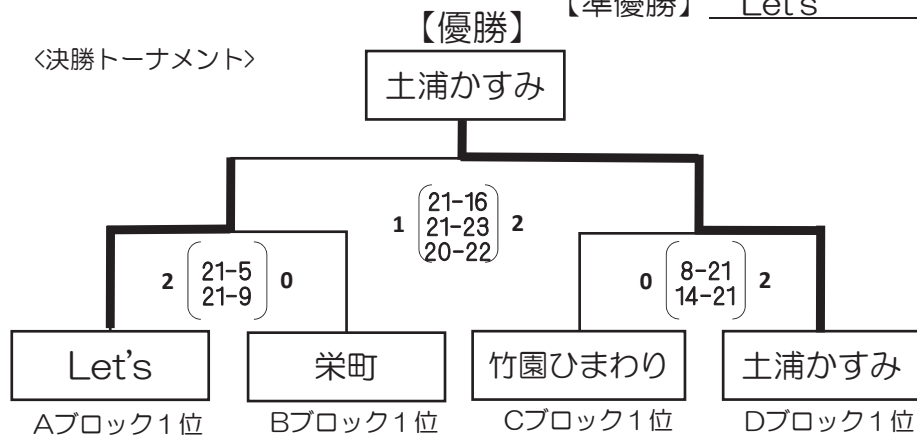 【準優勝】 Let's
【優勝】
〈決勝トーナメント〉
土浦かすみ
1 21-16 2
21-23
20-22
2 21-5 0
21-9
0 8-21 2
14-21
Let's 栄町 竹園ひまわり 土浦かすみ
Aブロック1位 Bブロック1位 Cブロック1位 Dブロック1位